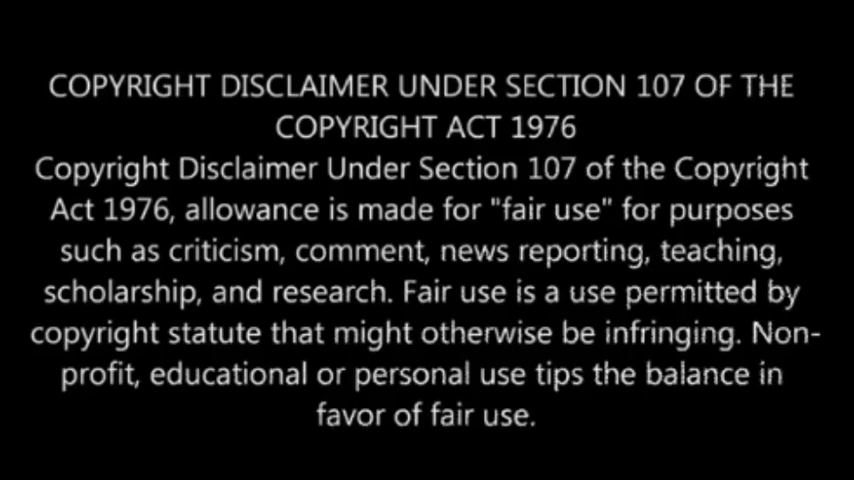 COPYRIGHT DISCLAIMER UNDER SECTION 107 OF THE
COPYRIGHT ACT 1976
Copyright Disclaimer Under Section 107 of the Copyright
Act 1976, allowance is made for "fair use" for purposes
such as criticism, comment, news reporting, teaching,
scholarship, and research. Fair use is a use permitted by
copyright statute that might otherwise be infringing. Non-
profit, educational or personal use tips the balance in
favor of fair use.